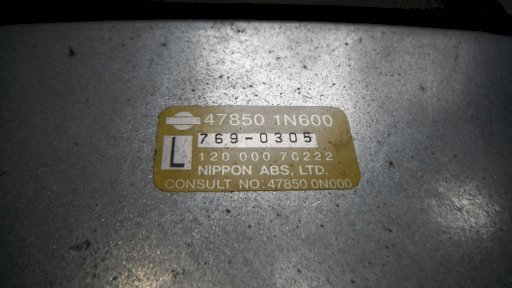 47850 1N600
769-0305
L
120 000 70222
NIPPON ABS, LTD.
CONSULT NO: 47850 0N000